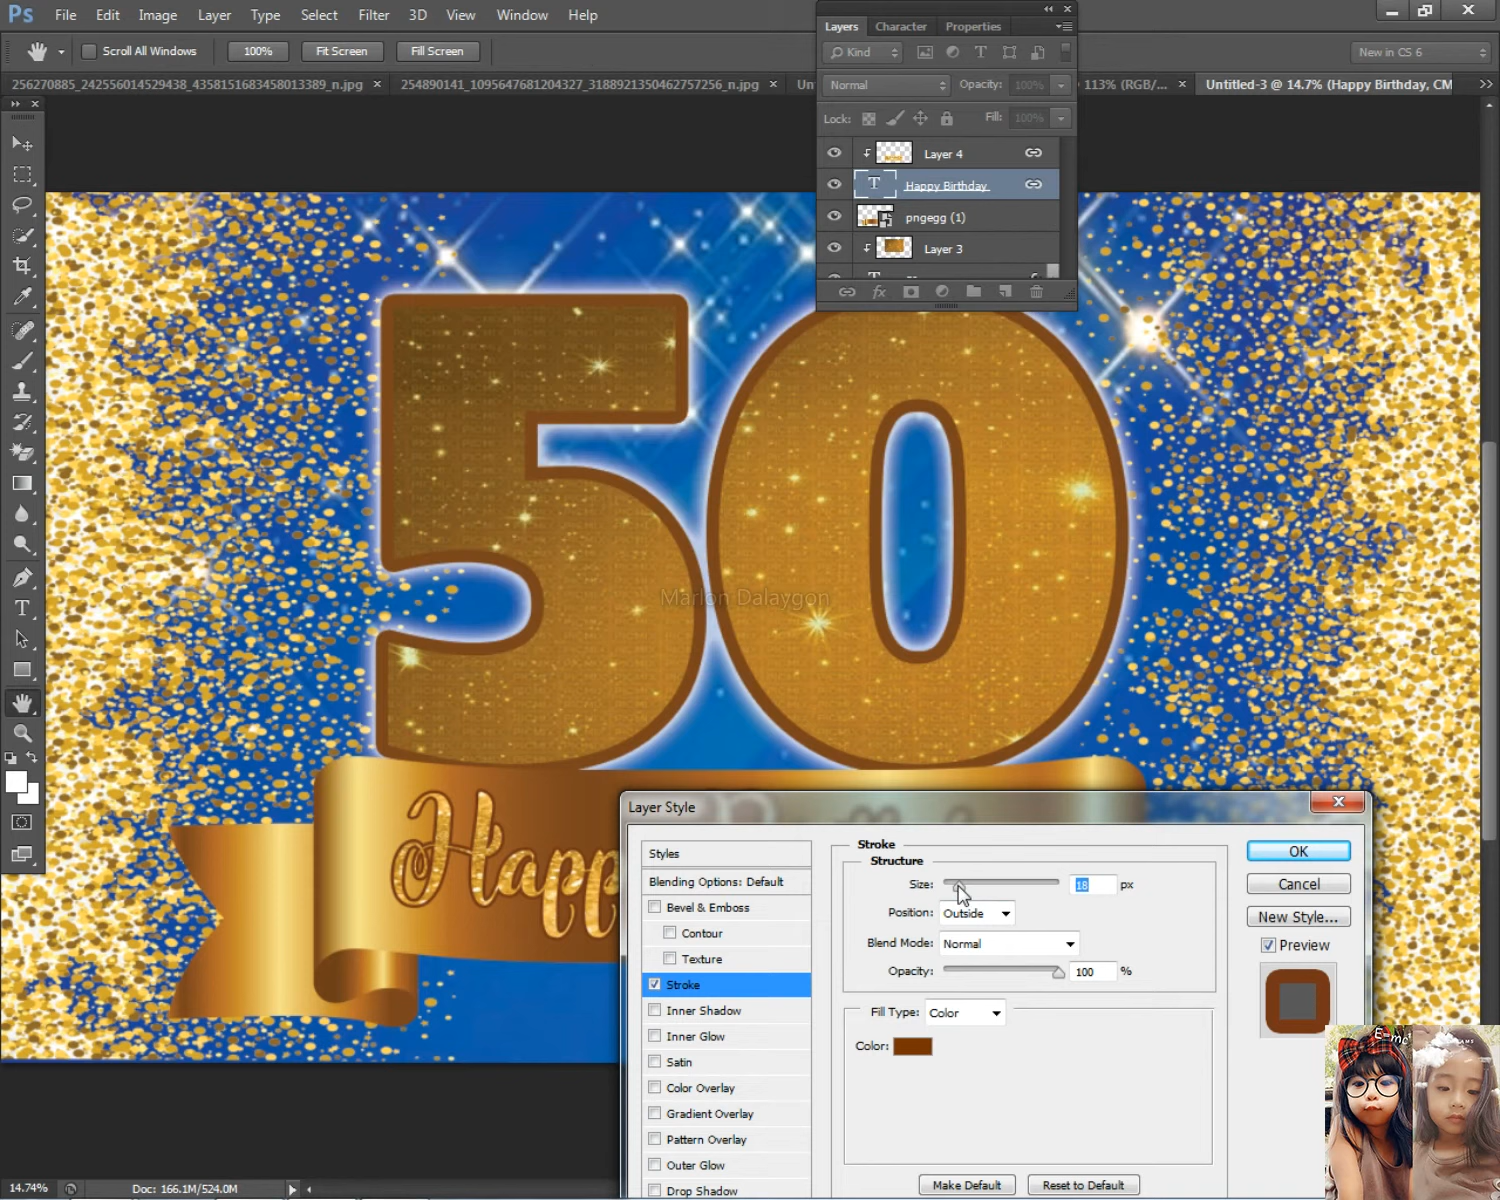 Ps File Edit Image Layer Type Select Filter 3D View Window Help
Scroll All Windows 100% Fit Screen Fill Screen New in CS 6
256270885_242556014529438_4358151683458013389_n.jpg × 254890141_1095647681204327_3188921350462757256_n.jpg × Un 113% (RGB/... × Untitled-3 @ 14.7% (Happy Birthday, CM
Layers Character Properties
Kind
Normal Opacity: 100%
Lock: Fill: 100%
Layer 4
T Happy Birthday
pngegg (1)
Layer 3
50
Marlon Dalaygon
Happ
Layer Style
Styles
Blending Options: Default
Bevel & Emboss
Contour
Texture
Stroke
Inner Shadow
Inner Glow
Satin
Color Overlay
Gradient Overlay
Pattern Overlay
Outer Glow
Drop Shadow
Stroke
Structure
Size: 18 px
Position: Outside
Blend Mode: Normal
Opacity: 100 %
Fill Type: Color
Color:
Make Default Reset to Default
OK
Cancel
New Style...
Preview
14.74% Doc: 166.1M/524.0M